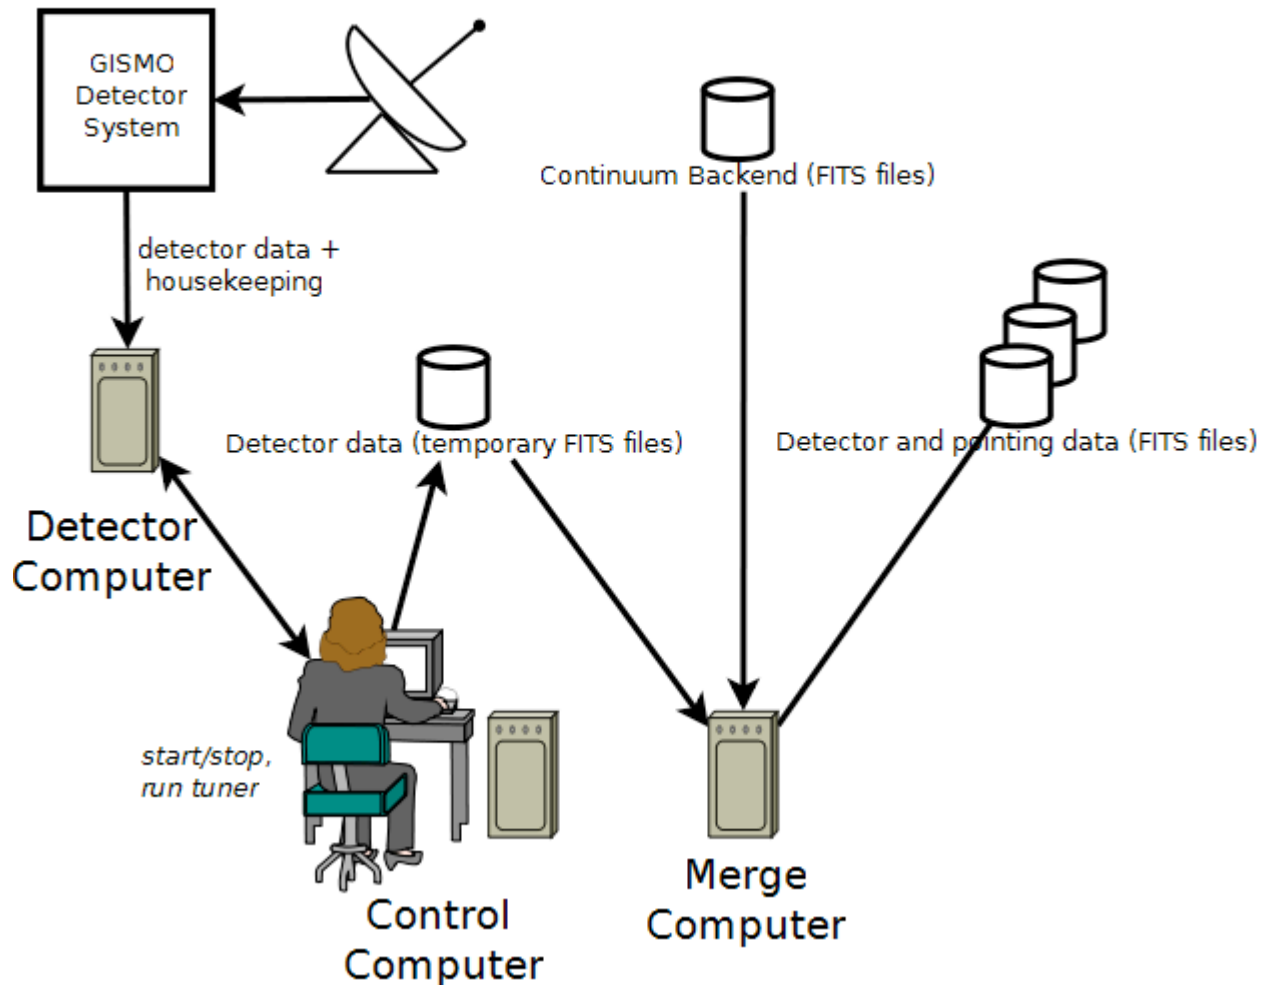 GISMO
Detector
System
Continuum Backend (FITS files)
detector data +
housekeeping
Detector data (temporary FITS files)
Detector and pointing data (FITS files)
Detector
Computer
start/stop,
run tuner
Control
Computer
Merge
Computer